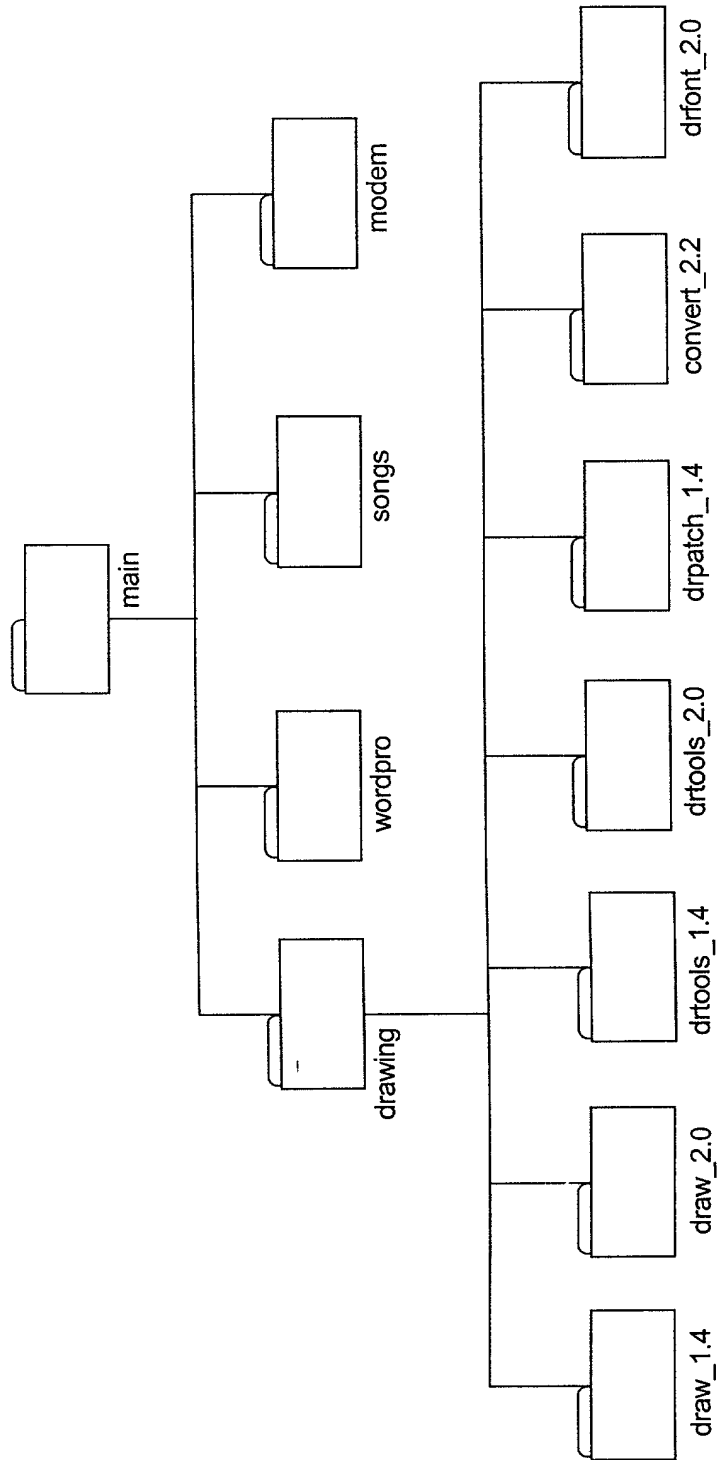 main
drawing
wordpro
songs
modem
draw_1.4
draw_2.0
drtools_1.4
drtools_2.0
drpatch_1.4
convert_2.2
drfont_2.0